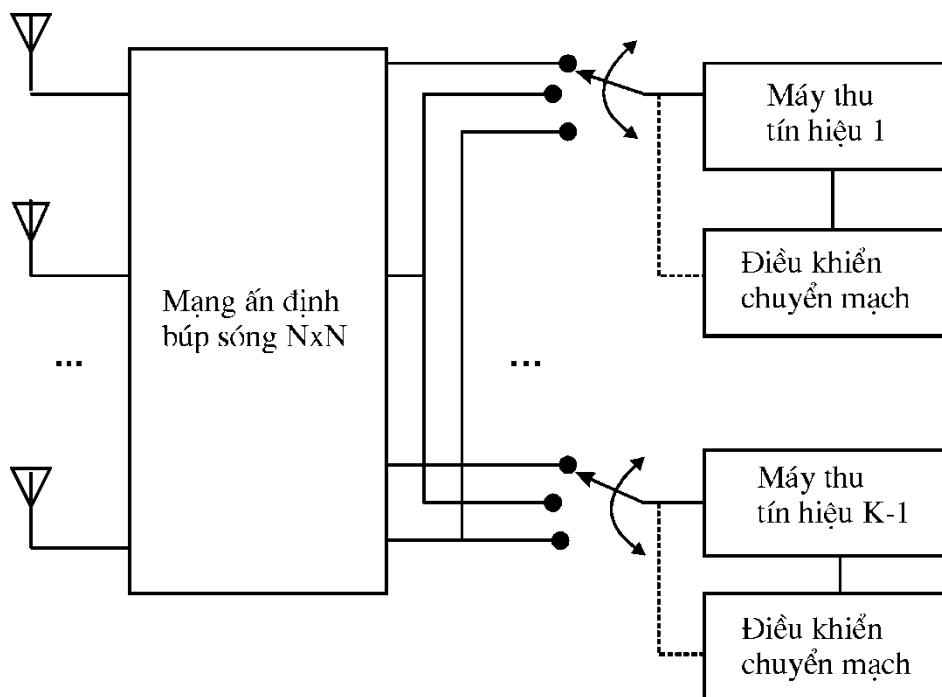 Máy thu
tín hiệu 1
Điều khiển
chuyển mạch
Mạng ấn định
búp sóng NxN
...
...
Máy thu
tín hiệu K-1
Điều khiển
chuyển mạch